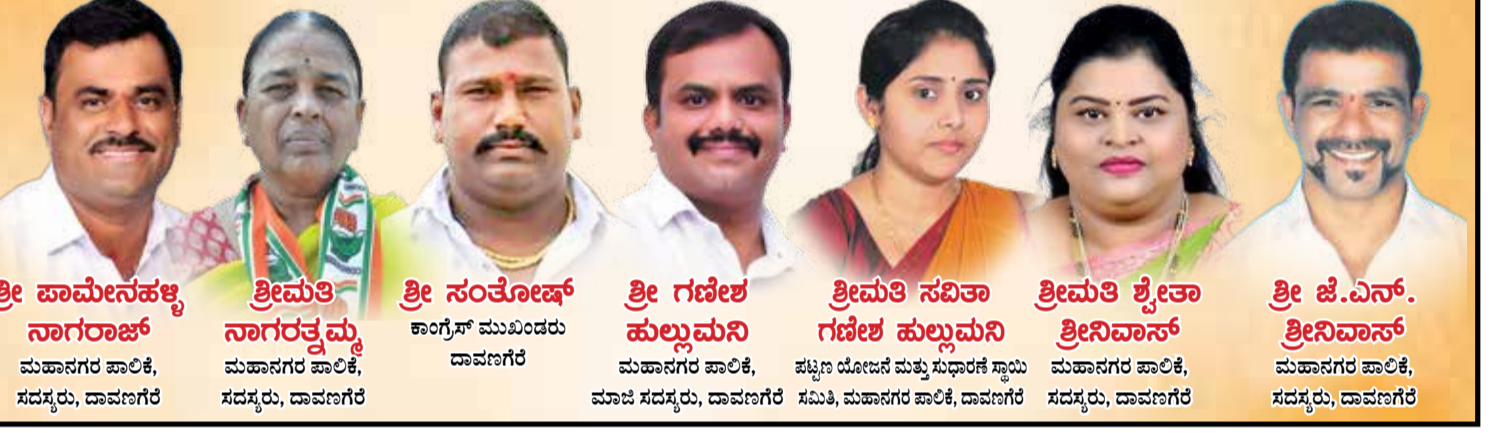 ಶ್ರೀ ಪಾಮೇನಹಳ್ಳಿ
ನಾಗರಾಜ್
ಮಹಾನಗರ ಪಾಲಿಕೆ,
ಸದಸ್ಯರು, ದಾವಣಗೆರೆ
ಶ್ರೀಮತಿ
ನಾಗರತ್ನಮ್ಮ
ಮಹಾನಗರ ಪಾಲಿಕೆ,
ಸದಸ್ಯರು, ದಾವಣಗೆರೆ
ಶ್ರೀ ಸಂತೋಷ್
ಕಾಂಗ್ರೆಸ್ ಮುಖಂಡರು
ದಾವಣಗೆರೆ
ಶ್ರೀ ಗಣೇಶ
ಹುಲ್ಲುಮನಿ
ಮಹಾನಗರ ಪಾಲಿಕೆ,
ಮಾಜಿ ಸದಸ್ಯರು, ದಾವಣಗೆರೆ
ಶ್ರೀಮತಿ ಸವಿತಾ
ಗಣೇಶ ಹುಲ್ಲುಮನಿ
ಪಟ್ಟಣ ಯೋಜನೆ ಮತ್ತು ಸುಧಾರಣೆ ಸ್ಥಾಯಿ
ಸಮಿತಿ, ಮಹಾನಗರ ಪಾಲಿಕೆ, ದಾವಣಗೆರೆ
ಶ್ರೀಮತಿ ಶ್ವೇತಾ
ಶ್ರೀನಿವಾಸ್
ಮಹಾನಗರ ಪಾಲಿಕೆ,
ಸದಸ್ಯರು, ದಾವಣಗೆರೆ
ಶ್ರೀ ಜೆ.ಎನ್.
ಶ್ರೀನಿವಾಸ್
ಮಹಾನಗರ ಪಾಲಿಕೆ,
ಸದಸ್ಯರು, ದಾವಣಗೆರೆ